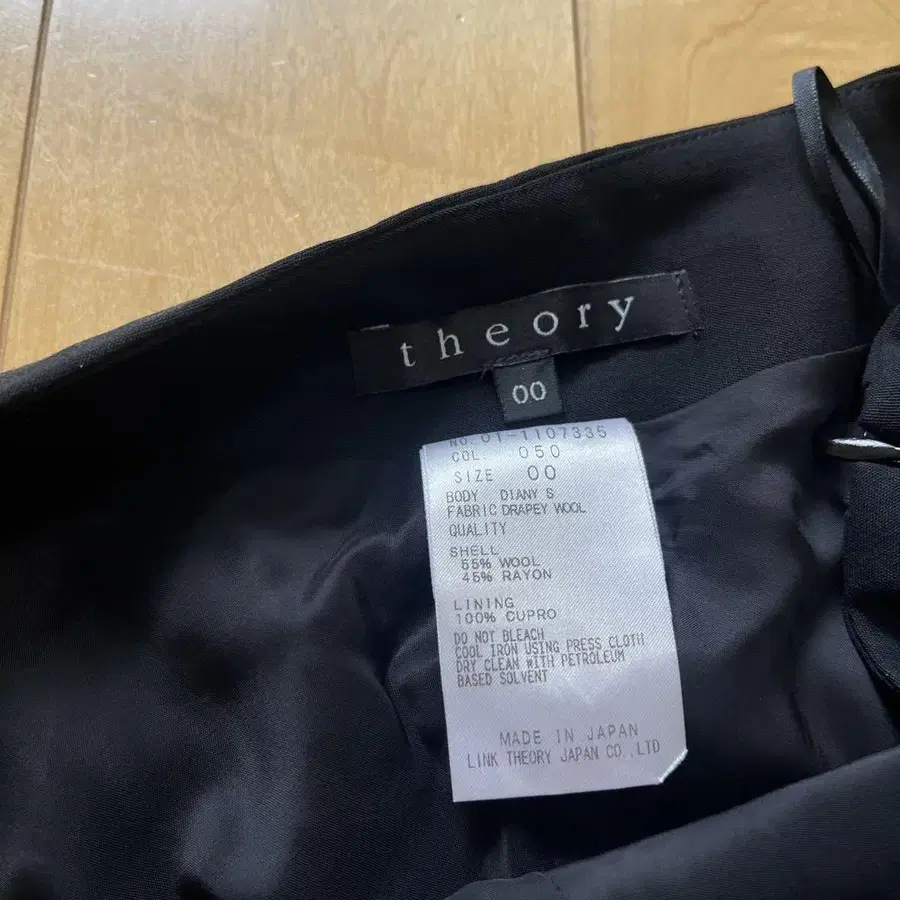 theory
00
NO. 01-1107335
COL 050
SIZE 00
BODY DIANY S
FABRIC DRAPEY WOOL
QUALITY
SHELL
55% WOOL
45% RAYON
LINING
100% CUPRO
DO NOT BLEACH
COOL IRON USING PRESS CLOTH
DRY CLEAN WITH PETROLEUM
BASED SOLVENT
MADE IN JAPAN
LINK THEORY JAPAN CO.,LTD